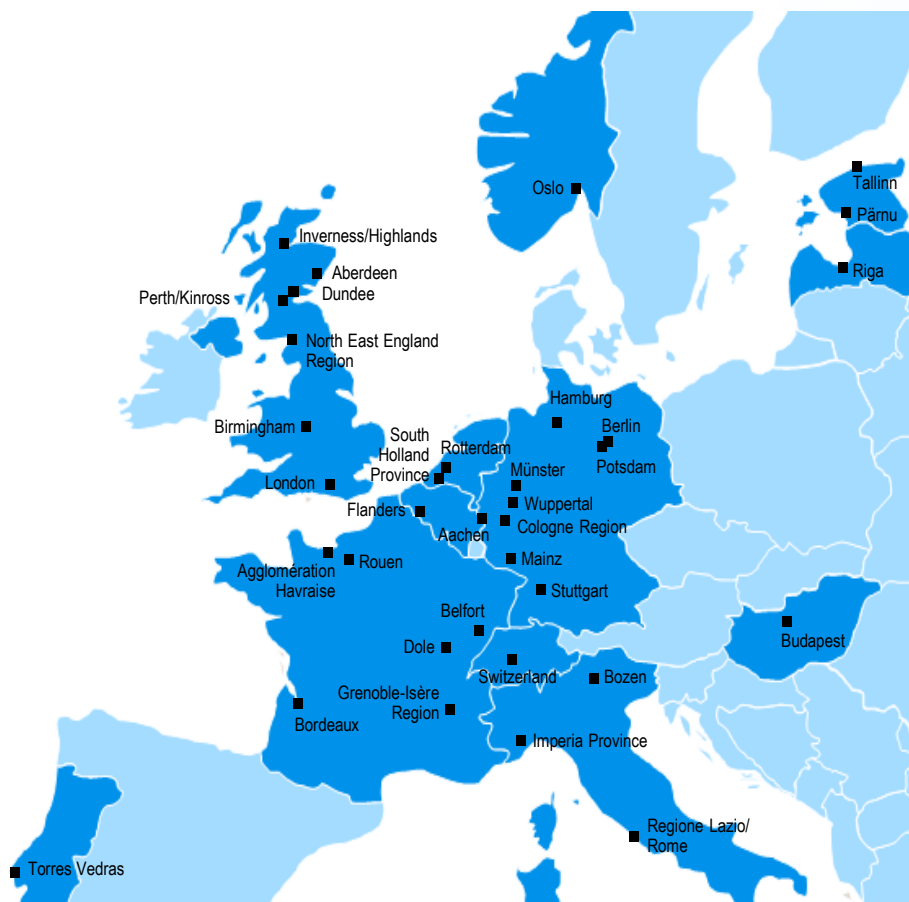 Oslo
Tallinn
Pärnu
Riga
Inverness/Highlands
Aberdeen
Dundee
Perth/Kinross
North East England
Region
Birmingham
London
South
Holland
Province
Rotterdam
Flanders
Hamburg
Berlin
Potsdam
Münster
Wuppertal
Cologne Region
Aachen
Mainz
Stuttgart
Agglomération
Havraise
Rouen
Belfort
Dole
Switzerland
Budapest
Bozen
Grenoble-Isère
Region
Bordeaux
Imperia Province
Regione Lazio/
Rome
Torres Vedras